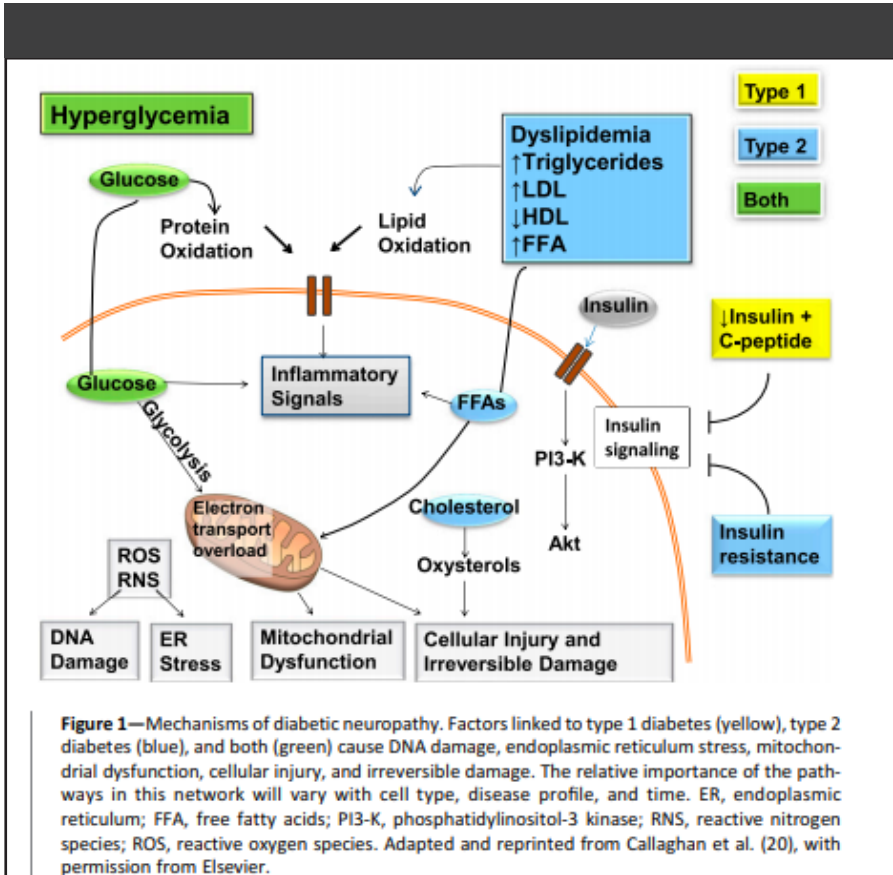 Hyperglycemia
Type 1
Type 2
Both
Dyslipidemia
↑Triglycerides
↑LDL
↓HDL
↑FFA
Glucose
Protein
Oxidation
Lipid
Oxidation
Insulin
↓Insulin +
C-peptide
Glucose
Inflammatory
Signals
FFAs
Insulin
signaling
Glycolysis
PI3-K
Electron
transport
overload
Cholesterol
Akt
Insulin
resistance
ROS
RNS
Oxysterols
DNA
Damage
ER
Stress
Mitochondrial
Dysfunction
Cellular Injury and
Irreversible Damage
Figure 1—Mechanisms of diabetic neuropathy. Factors linked to type 1 diabetes (yellow), type 2
diabetes (blue), and both (green) cause DNA damage, endoplasmic reticulum stress, mitochon-
drial dysfunction, cellular injury, and irreversible damage. The relative importance of the path-
ways in this network will vary with cell type, disease profile, and time. ER, endoplasmic
reticulum; FFA, free fatty acids; PI3-K, phosphatidylinositol-3 kinase; RNS, reactive nitrogen
species; ROS, reactive oxygen species. Adapted and reprinted from Callaghan et al. (20), with
permission from Elsevier.